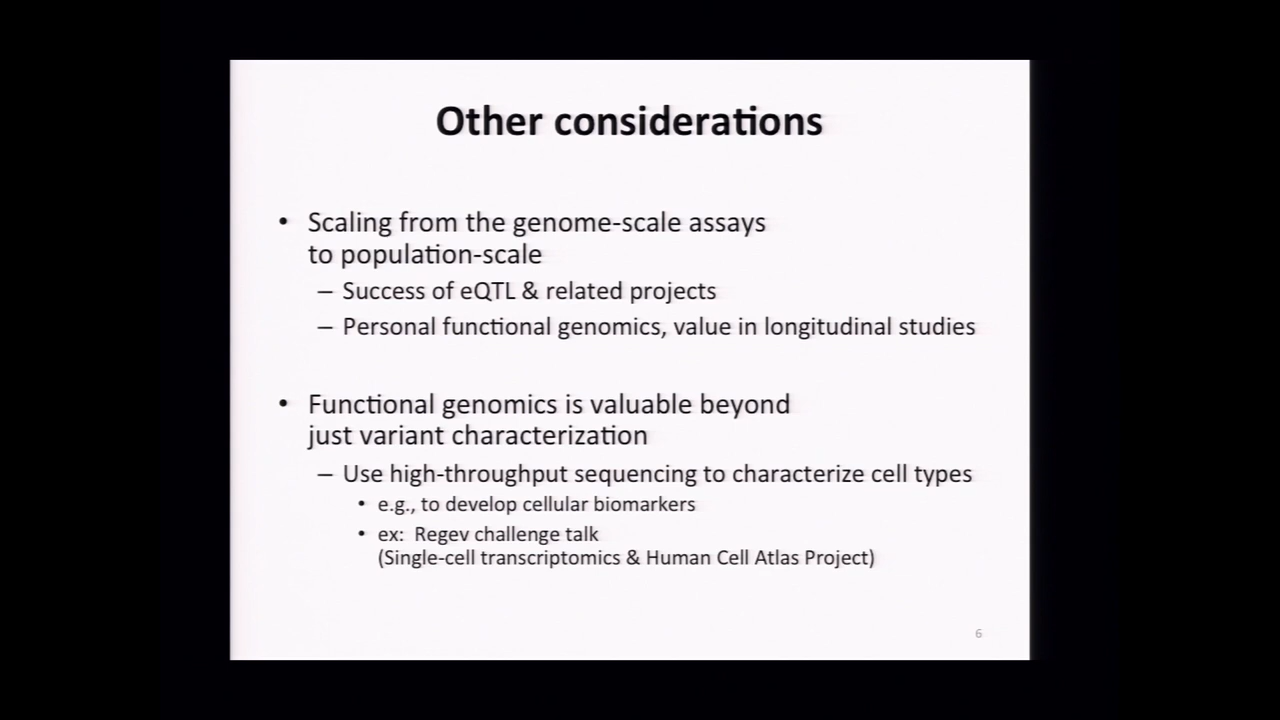 Other considerations
• Scaling from the genome-scale assays
to population-scale
– Success of eQTL & related projects
– Personal functional genomics, value in longitudinal studies
• Functional genomics is valuable beyond
just variant characterization
– Use high-throughput sequencing to characterize cell types
• e.g., to develop cellular biomarkers
• ex:  Regev challenge talk
(Single-cell transcriptomics & Human Cell Atlas Project)
6